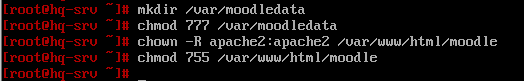 [root@hq-srv ~]# mkdir /var/moodledata
[root@hq-srv ~]# chmod 777 /var/moodledata
[root@hq-srv ~]# chown -R apache2:apache2 /var/www/html/moodle
[root@hq-srv ~]# chmod 755 /var/www/html/moodle
[root@hq-srv ~]#